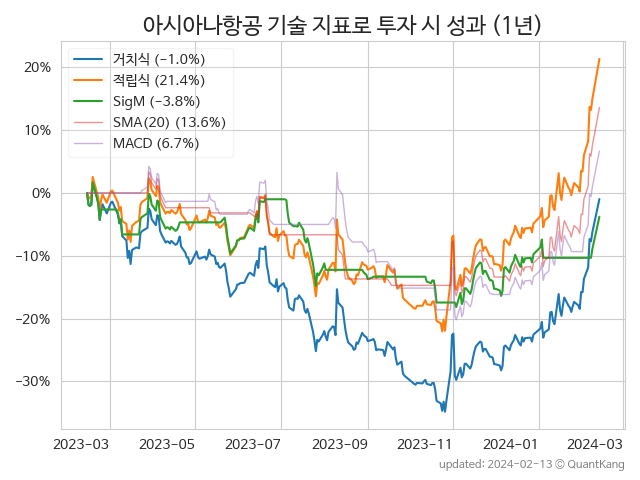 아시아나항공 기술 지표로 투자 시 성과 (1년)
거치식 (−1.0%)
적립식 (21.4%)
SigM (−3.8%)
SMA(20) (13.6%)
MACD (6.7%)
20%
10%
0%
−10%
−20%
−30%
2023-03 2023-05 2023-07 2023-09 2023-11 2024-01 2024-03
updated: 2024-02-13 © QuantKang